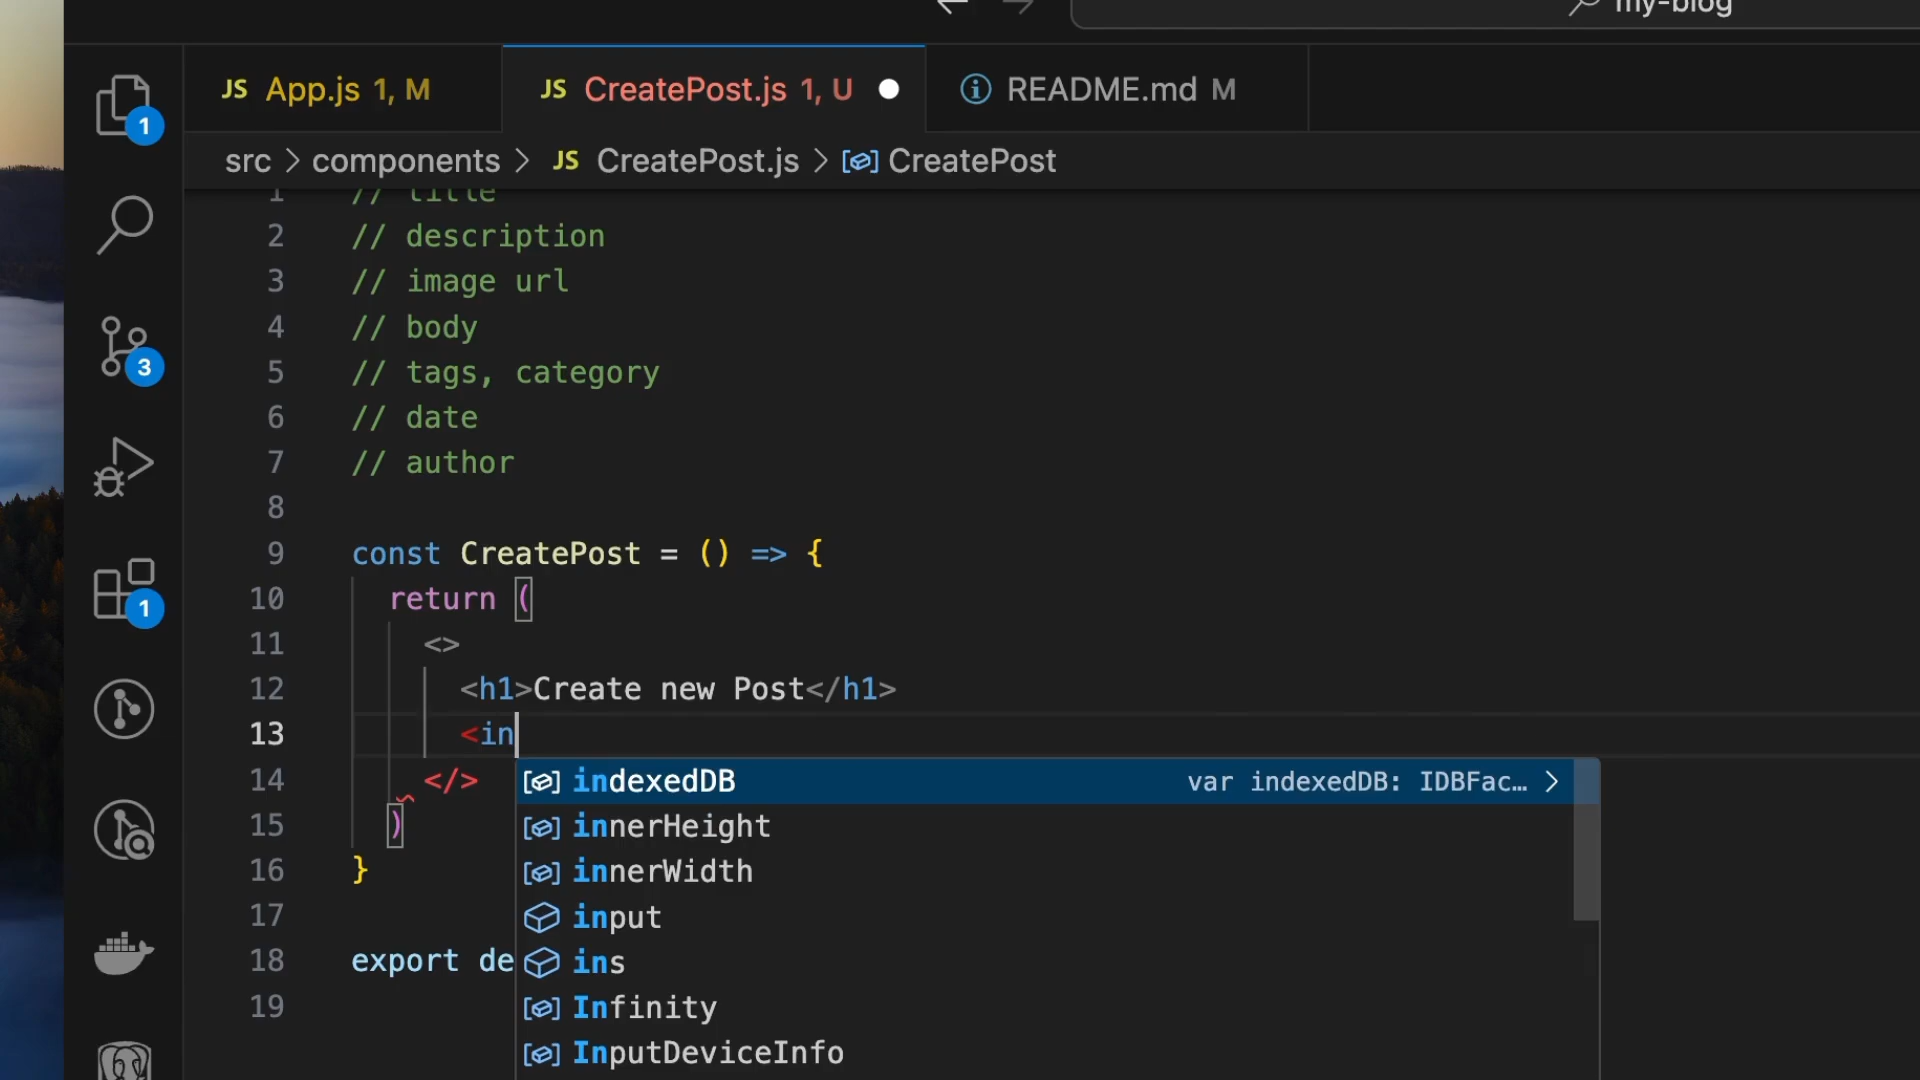 my-blog
JS App.js 1, M
JS CreatePost.js 1, U
README.md M
src > components > JS CreatePost.js > CreatePost
1 // title
2 // description
3 // image url
4 // body
5 // tags, category
6 // date
7 // author
8
9 const CreatePost = () => {
10 return (
11 <>
12 <h1>Create new Post</h1>
13 <in
14 </>
15 )
16 }
17
18 export de
19
indexedDB var indexedDB: IDBFac… >
innerHeight
innerWidth
input
ins
Infinity
InputDeviceInfo
1
3
1